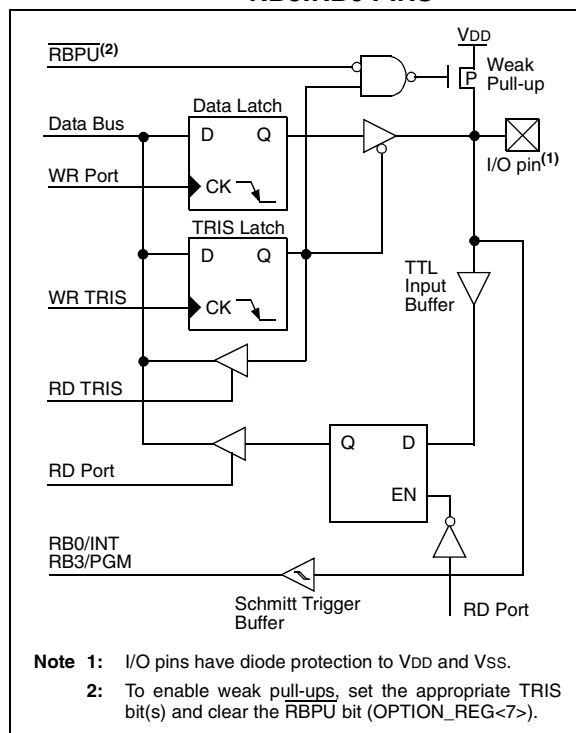 VDD
RBPU(2)
Weak
Pull-up
P
Data Latch
Data Bus
D Q
I/O pin(1)
WR Port
CK
TRIS Latch
D Q
TTL
Input
Buffer
WR TRIS
CK
RD TRIS
Q D
RD Port
EN
RB0/INT
RB3/PGM
Schmitt Trigger
Buffer
RD Port
Note 1: I/O pins have diode protection to VDD and VSS.
2: To enable weak pull-ups, set the appropriate TRIS
bit(s) and clear the RBPU bit (OPTION_REG<7>).